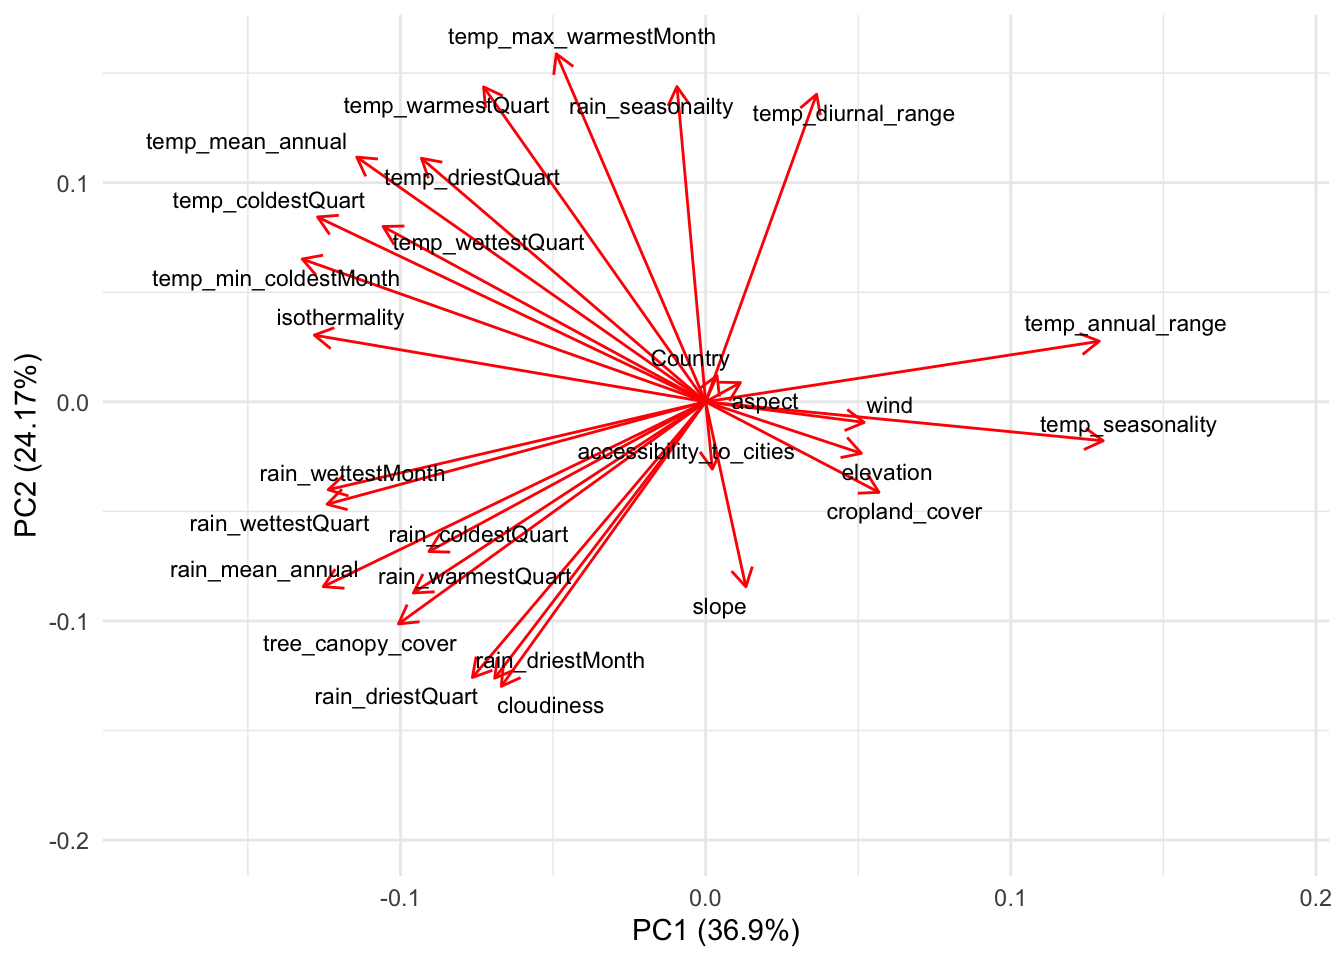 temp_max_warmestMonth
temp_warmestQuart
rain_seasonailty
temp_diurnal_range
temp_mean_annual
temp_driestQuart
temp_coldestQuart
temp_wettestQuart
temp_min_coldestMonth
isothermality
temp_annual_range
Country
aspect
wind
temp_seasonality
accessibility_to_cities
elevation
cropland_cover
rain_wettestMonth
rain_wettestQuart
rain_coldestQuart
rain_mean_annual
rain_warmestQuart
slope
tree_canopy_cover
rain_driestMonth
rain_driestQuart
cloudiness
0.1
0.0
-0.1
-0.2
PC2 (24.17%)
-0.1
0.0
0.1
0.2
PC1 (36.9%)